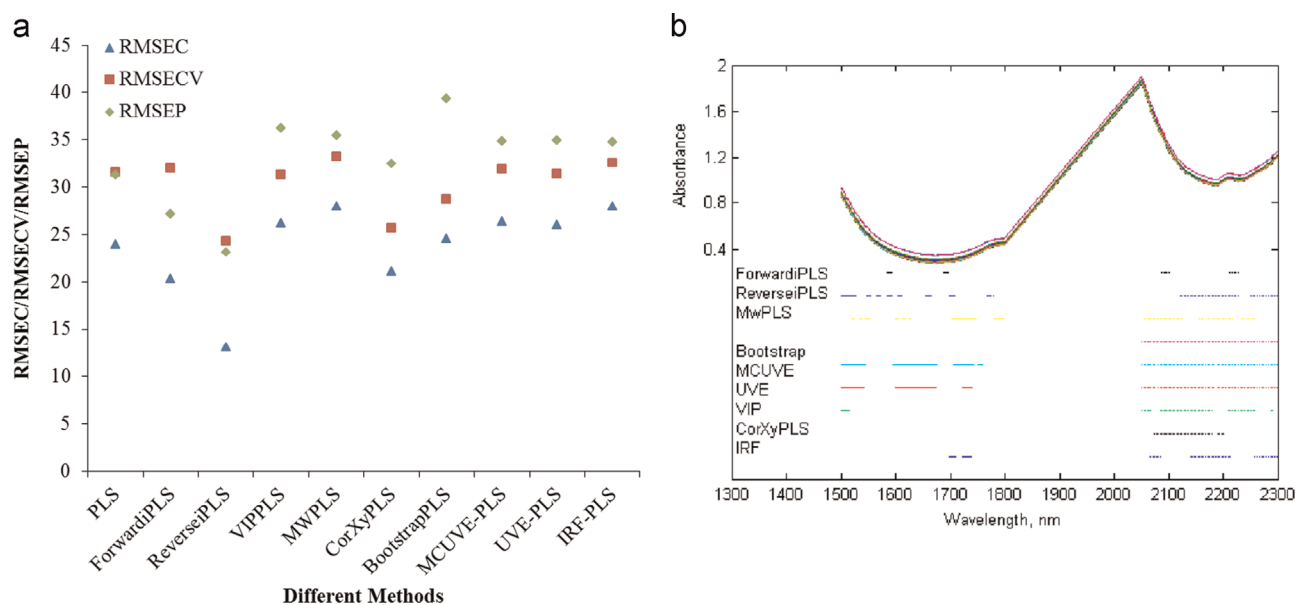 a
RMSEC/RMSECV/RMSEP
45
40
35
30
25
20
15
10
5
0
RMSEC
RMSECV
RMSEP
PLS
ForwardiPLS
ReverseiPLS
VIPPLS
MWPLS
CorXyPLS
BootstrapPLS
MCUVE-PLS
UVE-PLS
IRF-PLS
Different Methods
b
Absorbance
2
1.6
1.2
0.8
0.4
ForwardiPLS
ReverseiPLS
MwPLS
Bootstrap
MCUVE
UVE
VIP
CorXyPLS
IRF
1300 1400 1500 1600 1700 1800 1900 2000 2100 2200 2300
Wavelength, nm